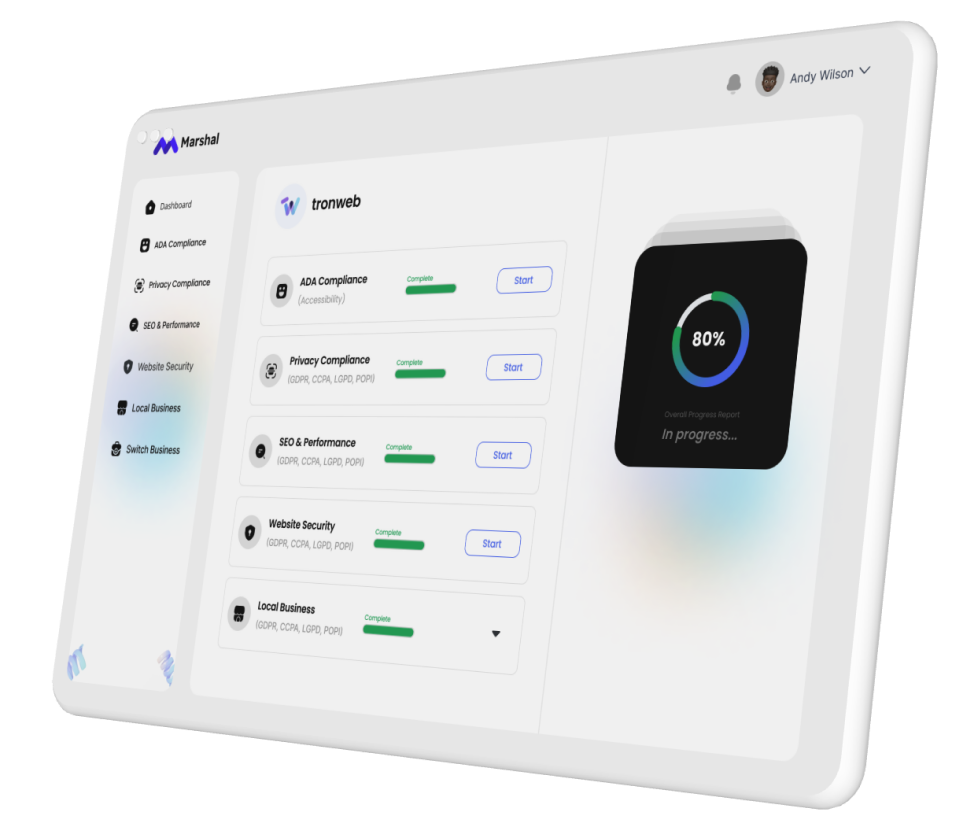 Andy Wilson
Marshal
Dashboard
ADA Compliance
Privacy Compliance
SEO & Performance
Website Security
Local Business
Switch Business
tronweb
ADA Compliance
(Accessibility)
Complete
Start
Privacy Compliance
(GDPR, CCPA, LGPD, POPI)
Complete
Start
SEO & Performance
(GDPR, CCPA, LGPD, POPI)
Complete
Start
Website Security
(GDPR, CCPA, LGPD, POPI)
Complete
Start
Local Business
(GDPR, CCPA, LGPD, POPI)
Complete
80%
Overall Progress Report
In progress...